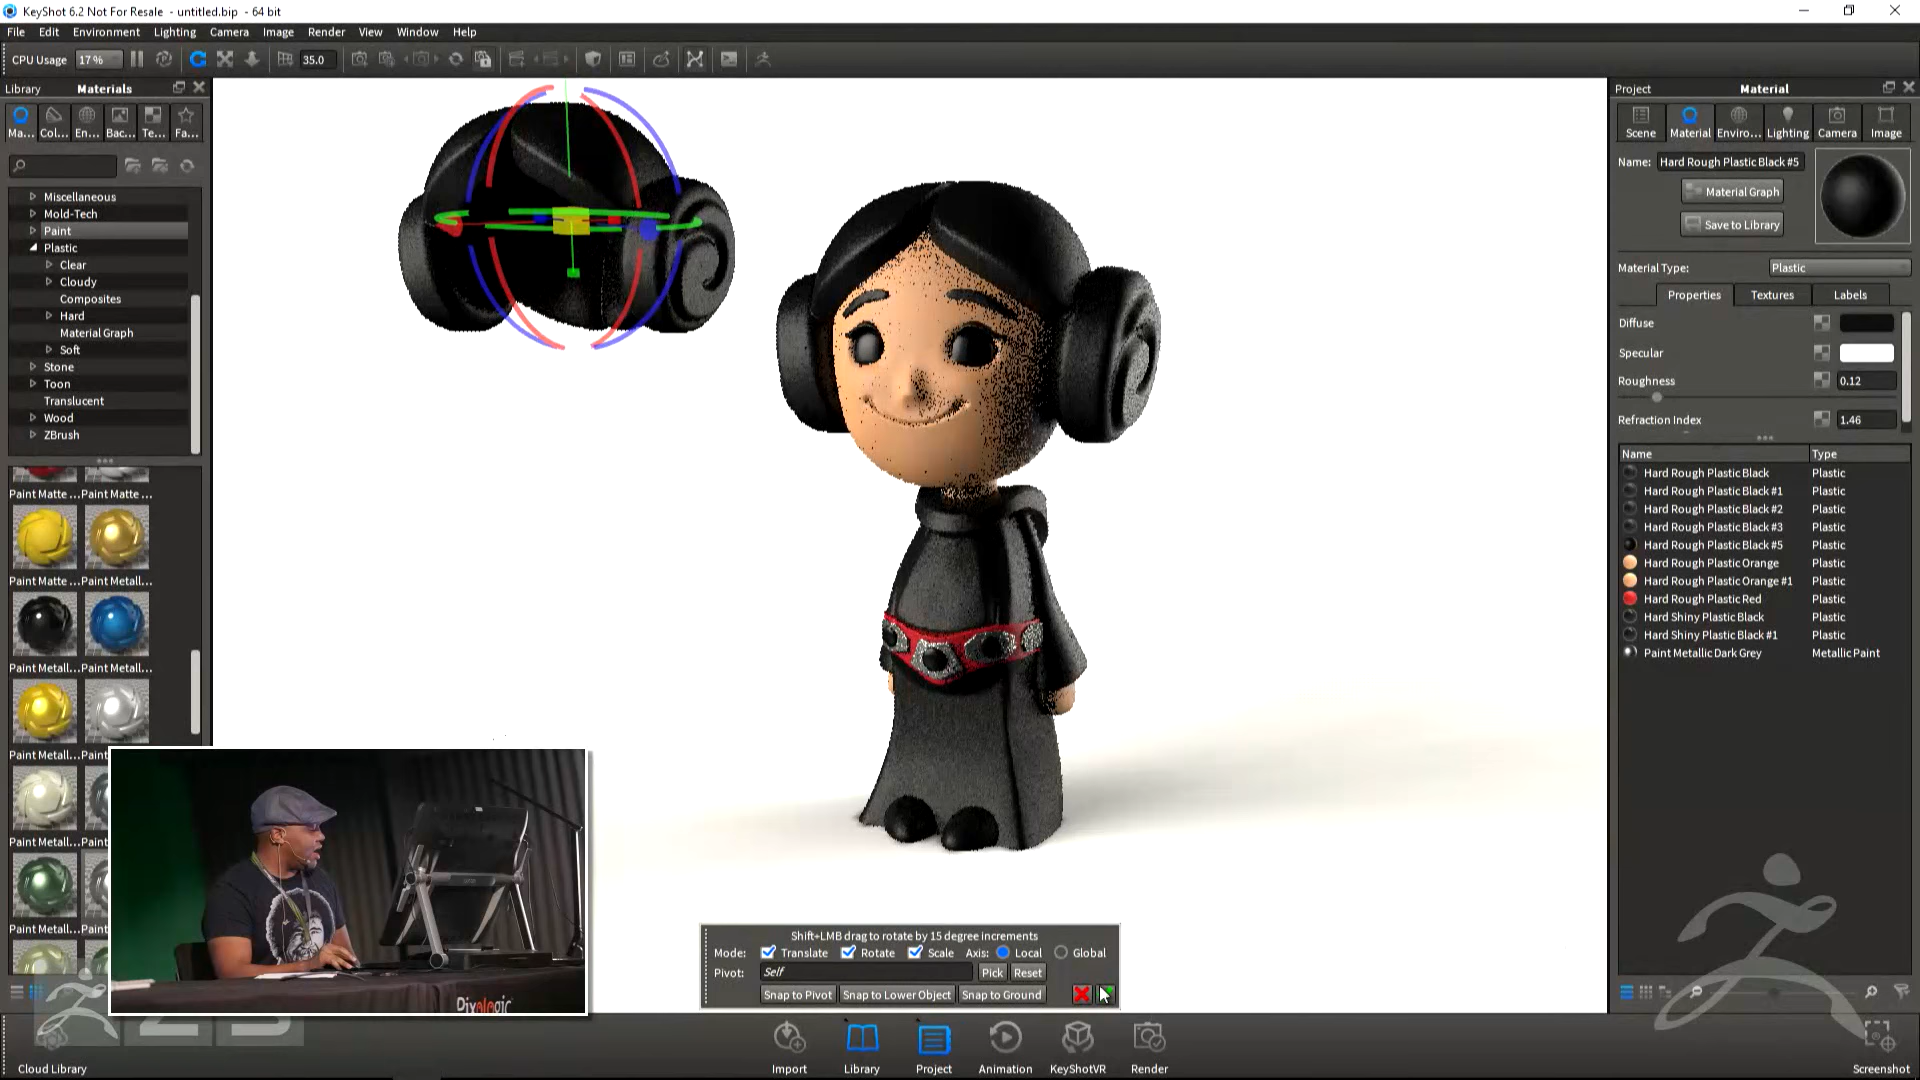 KeyShot 6.2 Not For Resale - untitled.bip - 64 bit
File Edit Environment Lighting Camera Image Render View Window Help
CPU Usage 17% 35.0
Library Materials
Ma... Col... En... Bac... Te... Fa...
Miscellaneous
Mold-Tech
Paint
Plastic
Clear
Cloudy
Composites
Hard
Material Graph
Soft
Stone
Toon
Translucent
Wood
ZBrush
Paint Matte ... Paint Matte ...
Paint Matte ... Paint Metall...
Paint Metall... Paint Metall...
Paint Metall... Paint Metall...
Paint Metall... Paint
Paint Metall... Paint
Pixologic
Cloud Library
Shift+LMB drag to rotate by 15 degree increments
Mode: Translate Rotate Scale Axis: Local Global
Pivot: Self Pick Reset
Snap to Pivot Snap to Lower Object Snap to Ground
Import Library Project Animation KeyShotVR Render
Project Material
Scene Material Enviro... Lighting Camera Image
Name: Hard Rough Plastic Black #5
Material Graph
Save to Library
Material Type: Plastic
Properties Textures Labels
Diffuse
Specular
Roughness 0.12
Refraction Index 1.46
Name Type
Hard Rough Plastic Black Plastic
Hard Rough Plastic Black #1 Plastic
Hard Rough Plastic Black #2 Plastic
Hard Rough Plastic Black #3 Plastic
Hard Rough Plastic Black #5 Plastic
Hard Rough Plastic Orange Plastic
Hard Rough Plastic Orange #1 Plastic
Hard Rough Plastic Red Plastic
Hard Shiny Plastic Black Plastic
Hard Shiny Plastic Black #1 Plastic
Paint Metallic Dark Grey Metallic Paint
Screenshot